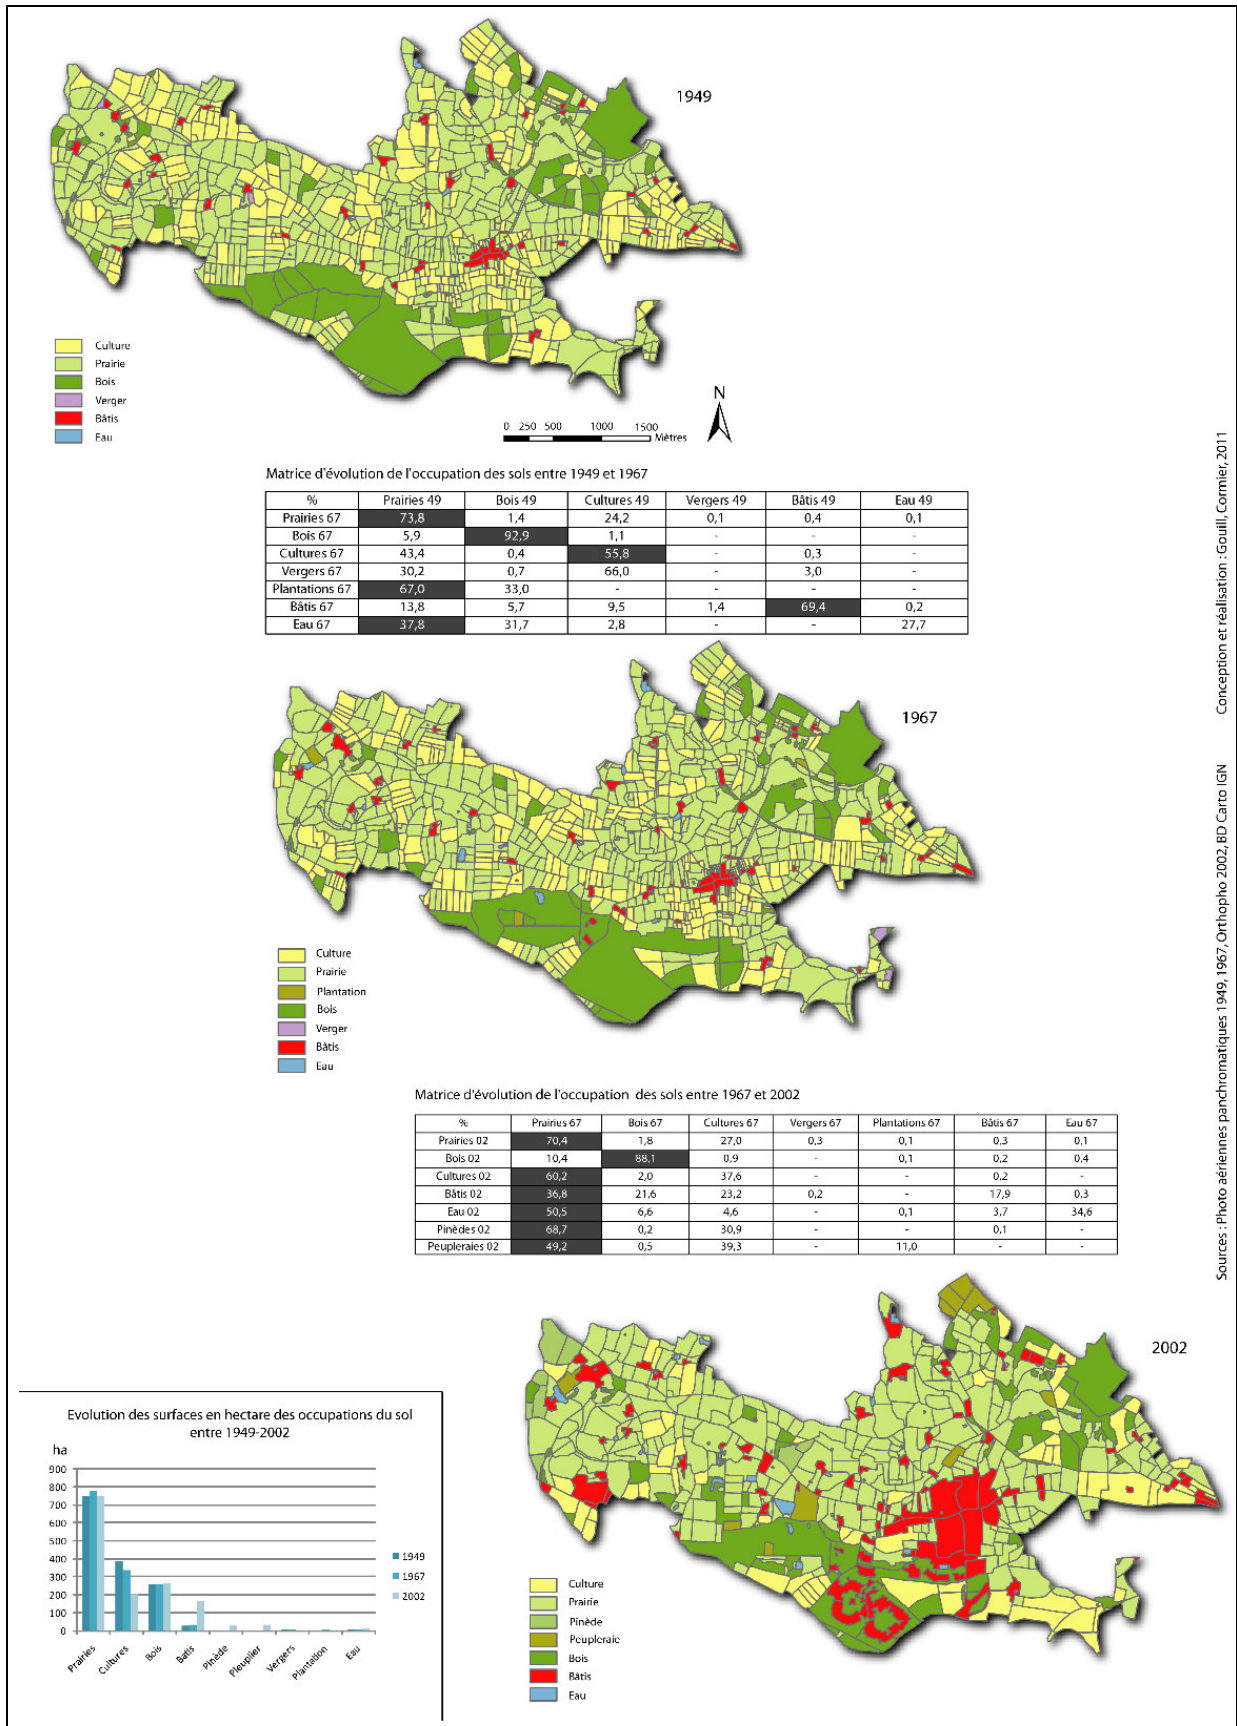 1949
Culture
Prairie
Bois
Verger
Bâtis
Eau
N
0 250 500 1000 1500
Mètres
Matrice d'évolution de l'occupation des sols entre 1949 et 1967
% Prairies 49 Bois 49 Cultures 49 Vergers 49 Bâtis 49 Eau 49
Prairies 67 73,8 1,4 24,2 0,1 0,4 0,1
Bois 67 5,9 92,9 1,1 - - -
Cultures 67 43,4 0,4 55,8 - 0,3 -
Vergers 67 30,2 0,7 66,0 - 3,0 -
Plantations 67 67,0 33,0 - - - -
Bâtis 67 13,8 5,7 9,5 1,4 69,4 0,2
Eau 67 37,8 31,7 2,8 - - 27,7
1967
Culture
Prairie
Plantation
Bois
Verger
Bâtis
Eau
Matrice d'évolution de l'occupation des sols entre 1967 et 2002
% Prairies 67 Bois 67 Cultures 67 Vergers 67 Plantations 67 Bâtis 67 Eau 67
Prairies 02 70,4 1,8 27,0 0,3 0,1 0,3 0,1
Bois 02 10,4 88,1 0,9 - 0,1 0,2 0,4
Cultures 02 60,2 2,0 37,6 - - 0,2 -
Bâtis 02 36,8 21,6 23,2 0,2 - 17,9 0,3
Eau 02 50,5 6,6 4,6 - 0,1 3,7 34,6
Pinèdes 02 68,7 0,2 30,9 - - 0,1 -
Peupleraies 02 49,2 0,5 39,3 - 11,0 - -
2002
Culture
Prairie
Pinède
Peupleraie
Bois
Bâtis
Eau
Evolution des surfaces en hectare des occupations du sol
entre 1949-2002
ha
900
800
700
600
500
400
300
200
100
0
Prairies Cultures Bois Batis Pinède Pleuplier Vergers Plantation Eau
1949
1967
2002
Sources : Photo aériennes panchromatiques 1949, 1967, Orthopho 2002, BD Carto IGN Conception et réalisation : Gouill, Cormier, 2011